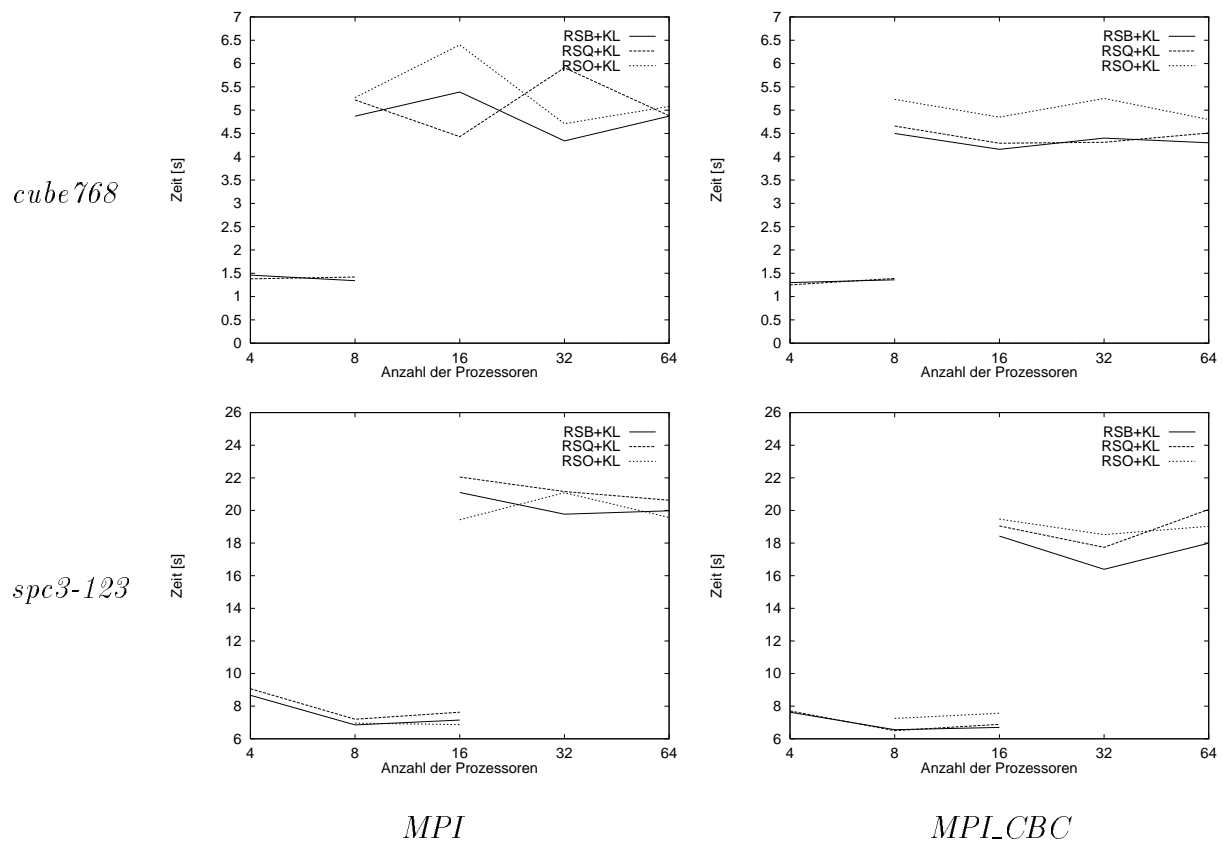 7
6.5
6
5.5
5
4.5
4
3.5
3
2.5
2
1.5
1
0.5
0
4 8 16 32 64
Zeit [s]
Anzahl der Prozessoren
RSB+KL
RSQ+KL
RSO+KL
7
6.5
6
5.5
5
4.5
4
3.5
3
2.5
2
1.5
1
0.5
0
4 8 16 32 64
Zeit [s]
Anzahl der Prozessoren
RSB+KL
RSQ+KL
RSO+KL
cube768
26
24
22
20
18
16
14
12
10
8
6
4 8 16 32 64
Zeit [s]
Anzahl der Prozessoren
RSB+KL
RSQ+KL
RSO+KL
26
24
22
20
18
16
14
12
10
8
6
4 8 16 32 64
Zeit [s]
Anzahl der Prozessoren
RSB+KL
RSQ+KL
RSO+KL
spc3-123
MPI MPI_CBC